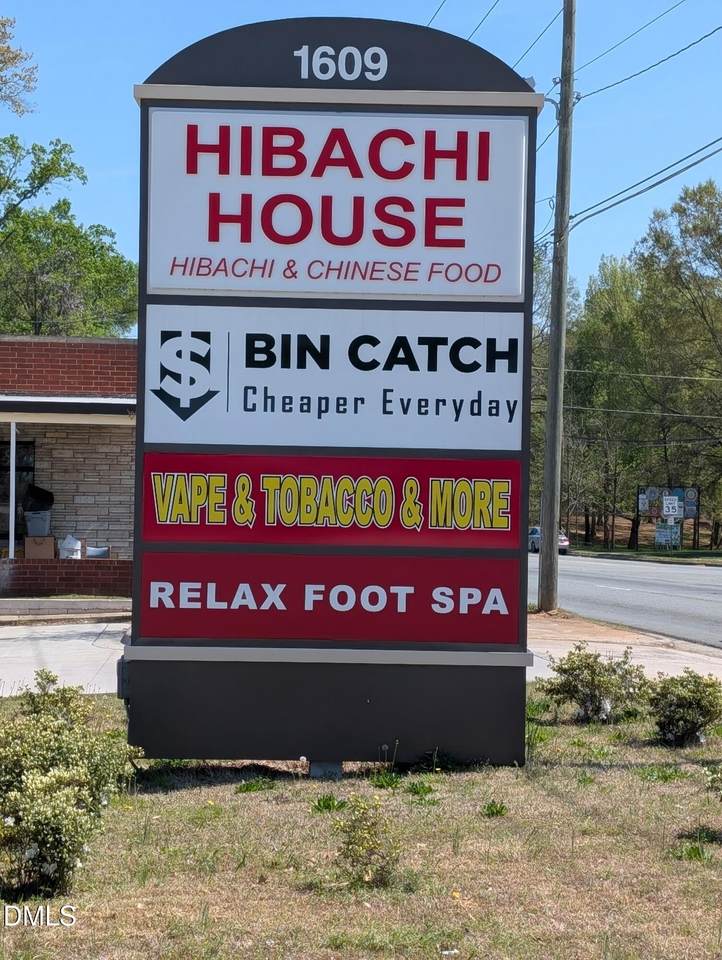 1609
HIBACHI
HOUSE
HIBACHI & CHINESE FOOD
$
BIN CATCH
Cheaper Everyday
VAPE & TOBACCO & MORE
RELAX FOOT SPA
35
DMLS